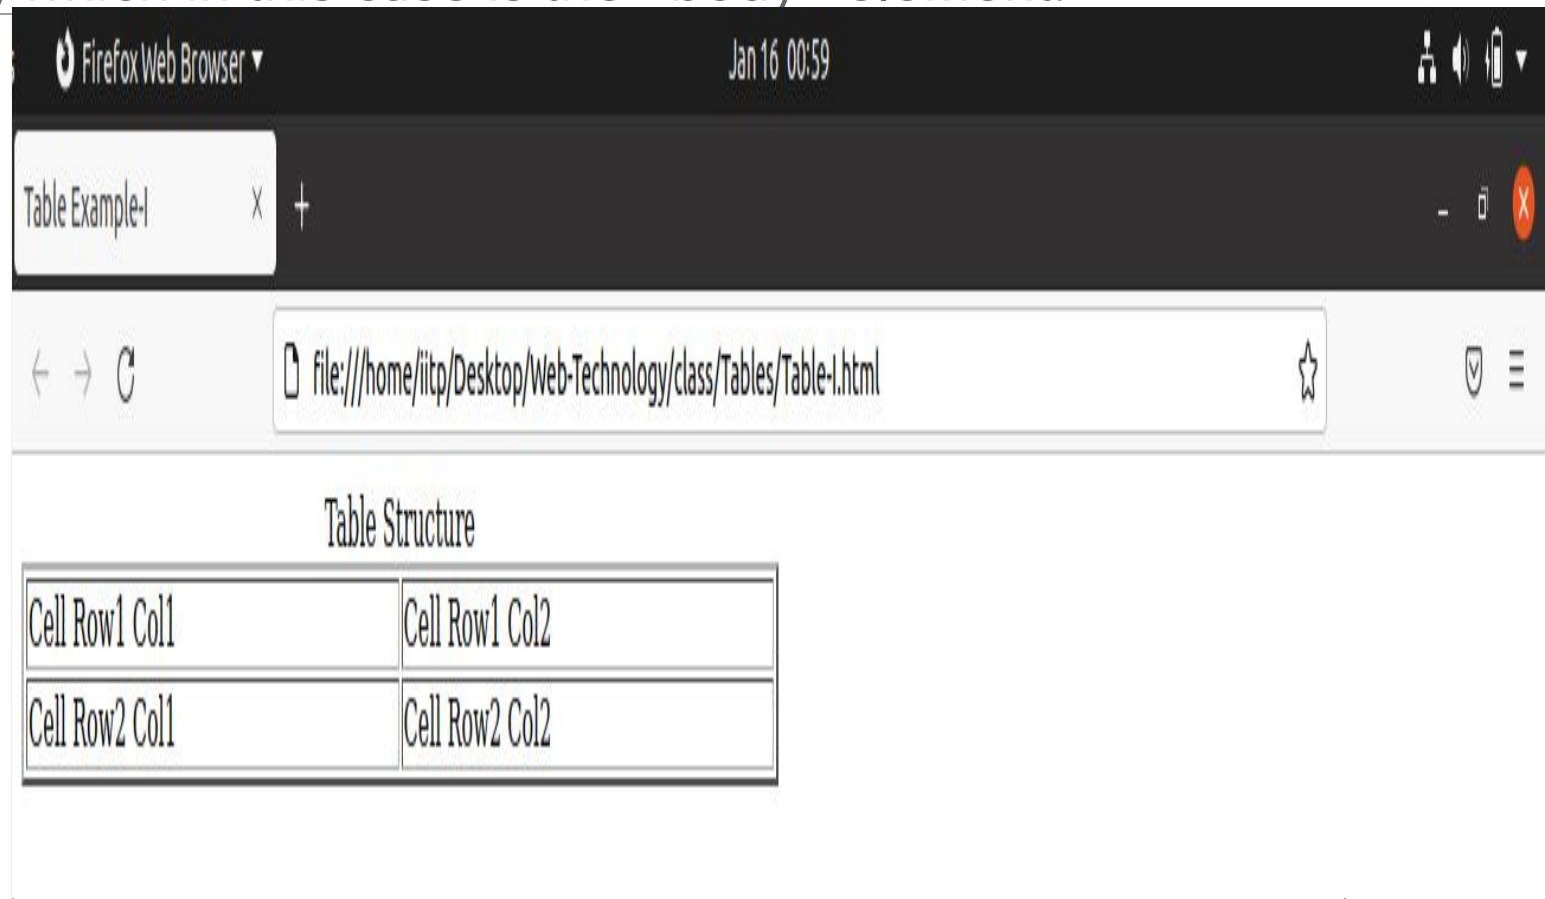 Firefox Web Browser
Jan 16 00:59
Table Example-I
file:///home/iitp/Desktop/Web-Technology/class/Tables/Table-I.html
Table Structure
Cell Row1 Col1 Cell Row1 Col2
Cell Row2 Col1 Cell Row2 Col2